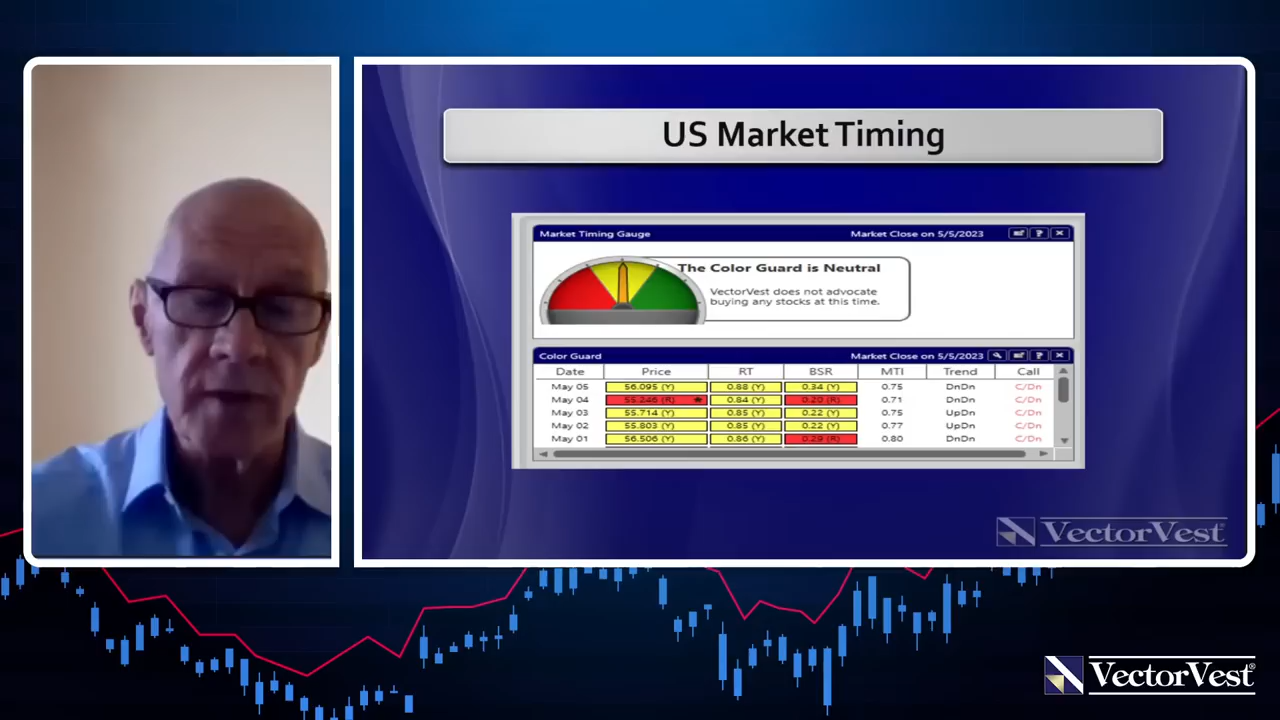 US Market Timing
Market Timing Gauge Market Close on 5/5/2023 ?
The Color Guard is Neutral
VectorVest does not advocate
buying any stocks at this time.
Color Guard Market Close on 5/5/2023 ?
Date Price RT BSR MTI Trend Call
May 05 56.095 (Y) 0.88 (Y) 0.34 (Y) 0.75 DnDn C/Dn
May 04 55.246 (R) ★ 0.84 (Y) 0.20 (R) 0.71 DnDn C/Dn
May 03 55.714 (Y) 0.85 (Y) 0.22 (Y) 0.75 UpDn C/Dn
May 02 55.803 (Y) 0.85 (Y) 0.22 (Y) 0.77 UpDn C/Dn
May 01 56.506 (Y) 0.86 (Y) 0.29 (R) 0.80 DnDn C/Dn
VectorVest®
VectorVest®